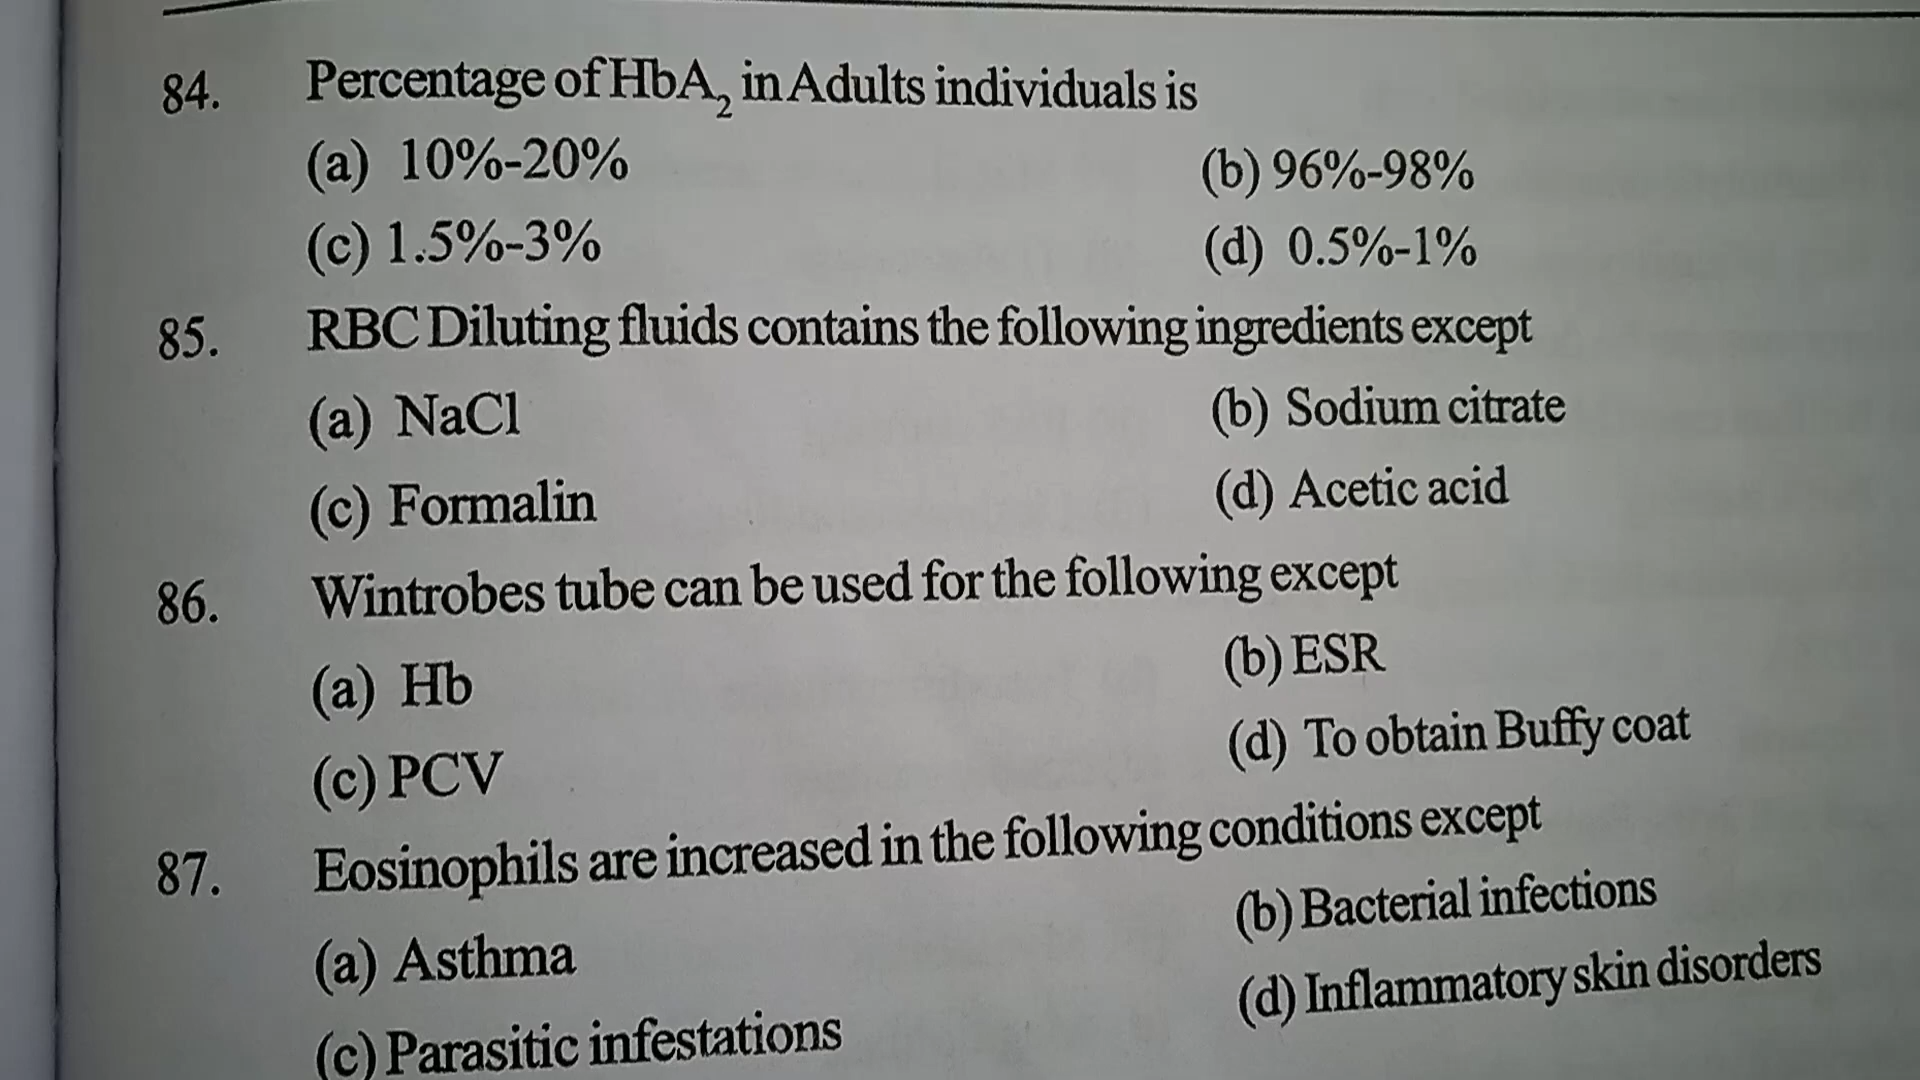 84. Percentage of HbA₂ in Adults individuals is
(a) 10%-20% (b) 96%-98%
(c) 1.5%-3% (d) 0.5%-1%
85. RBC Diluting fluids contains the following ingredients except
(a) NaCl (b) Sodium citrate
(c) Formalin (d) Acetic acid
86. Wintrobes tube can be used for the following except
(a) Hb (b) ESR
(c) PCV (d) To obtain Buffy coat
87. Eosinophils are increased in the following conditions except
(a) Asthma (b) Bacterial infections
(c) Parasitic infestations (d) Inflammatory skin disorders